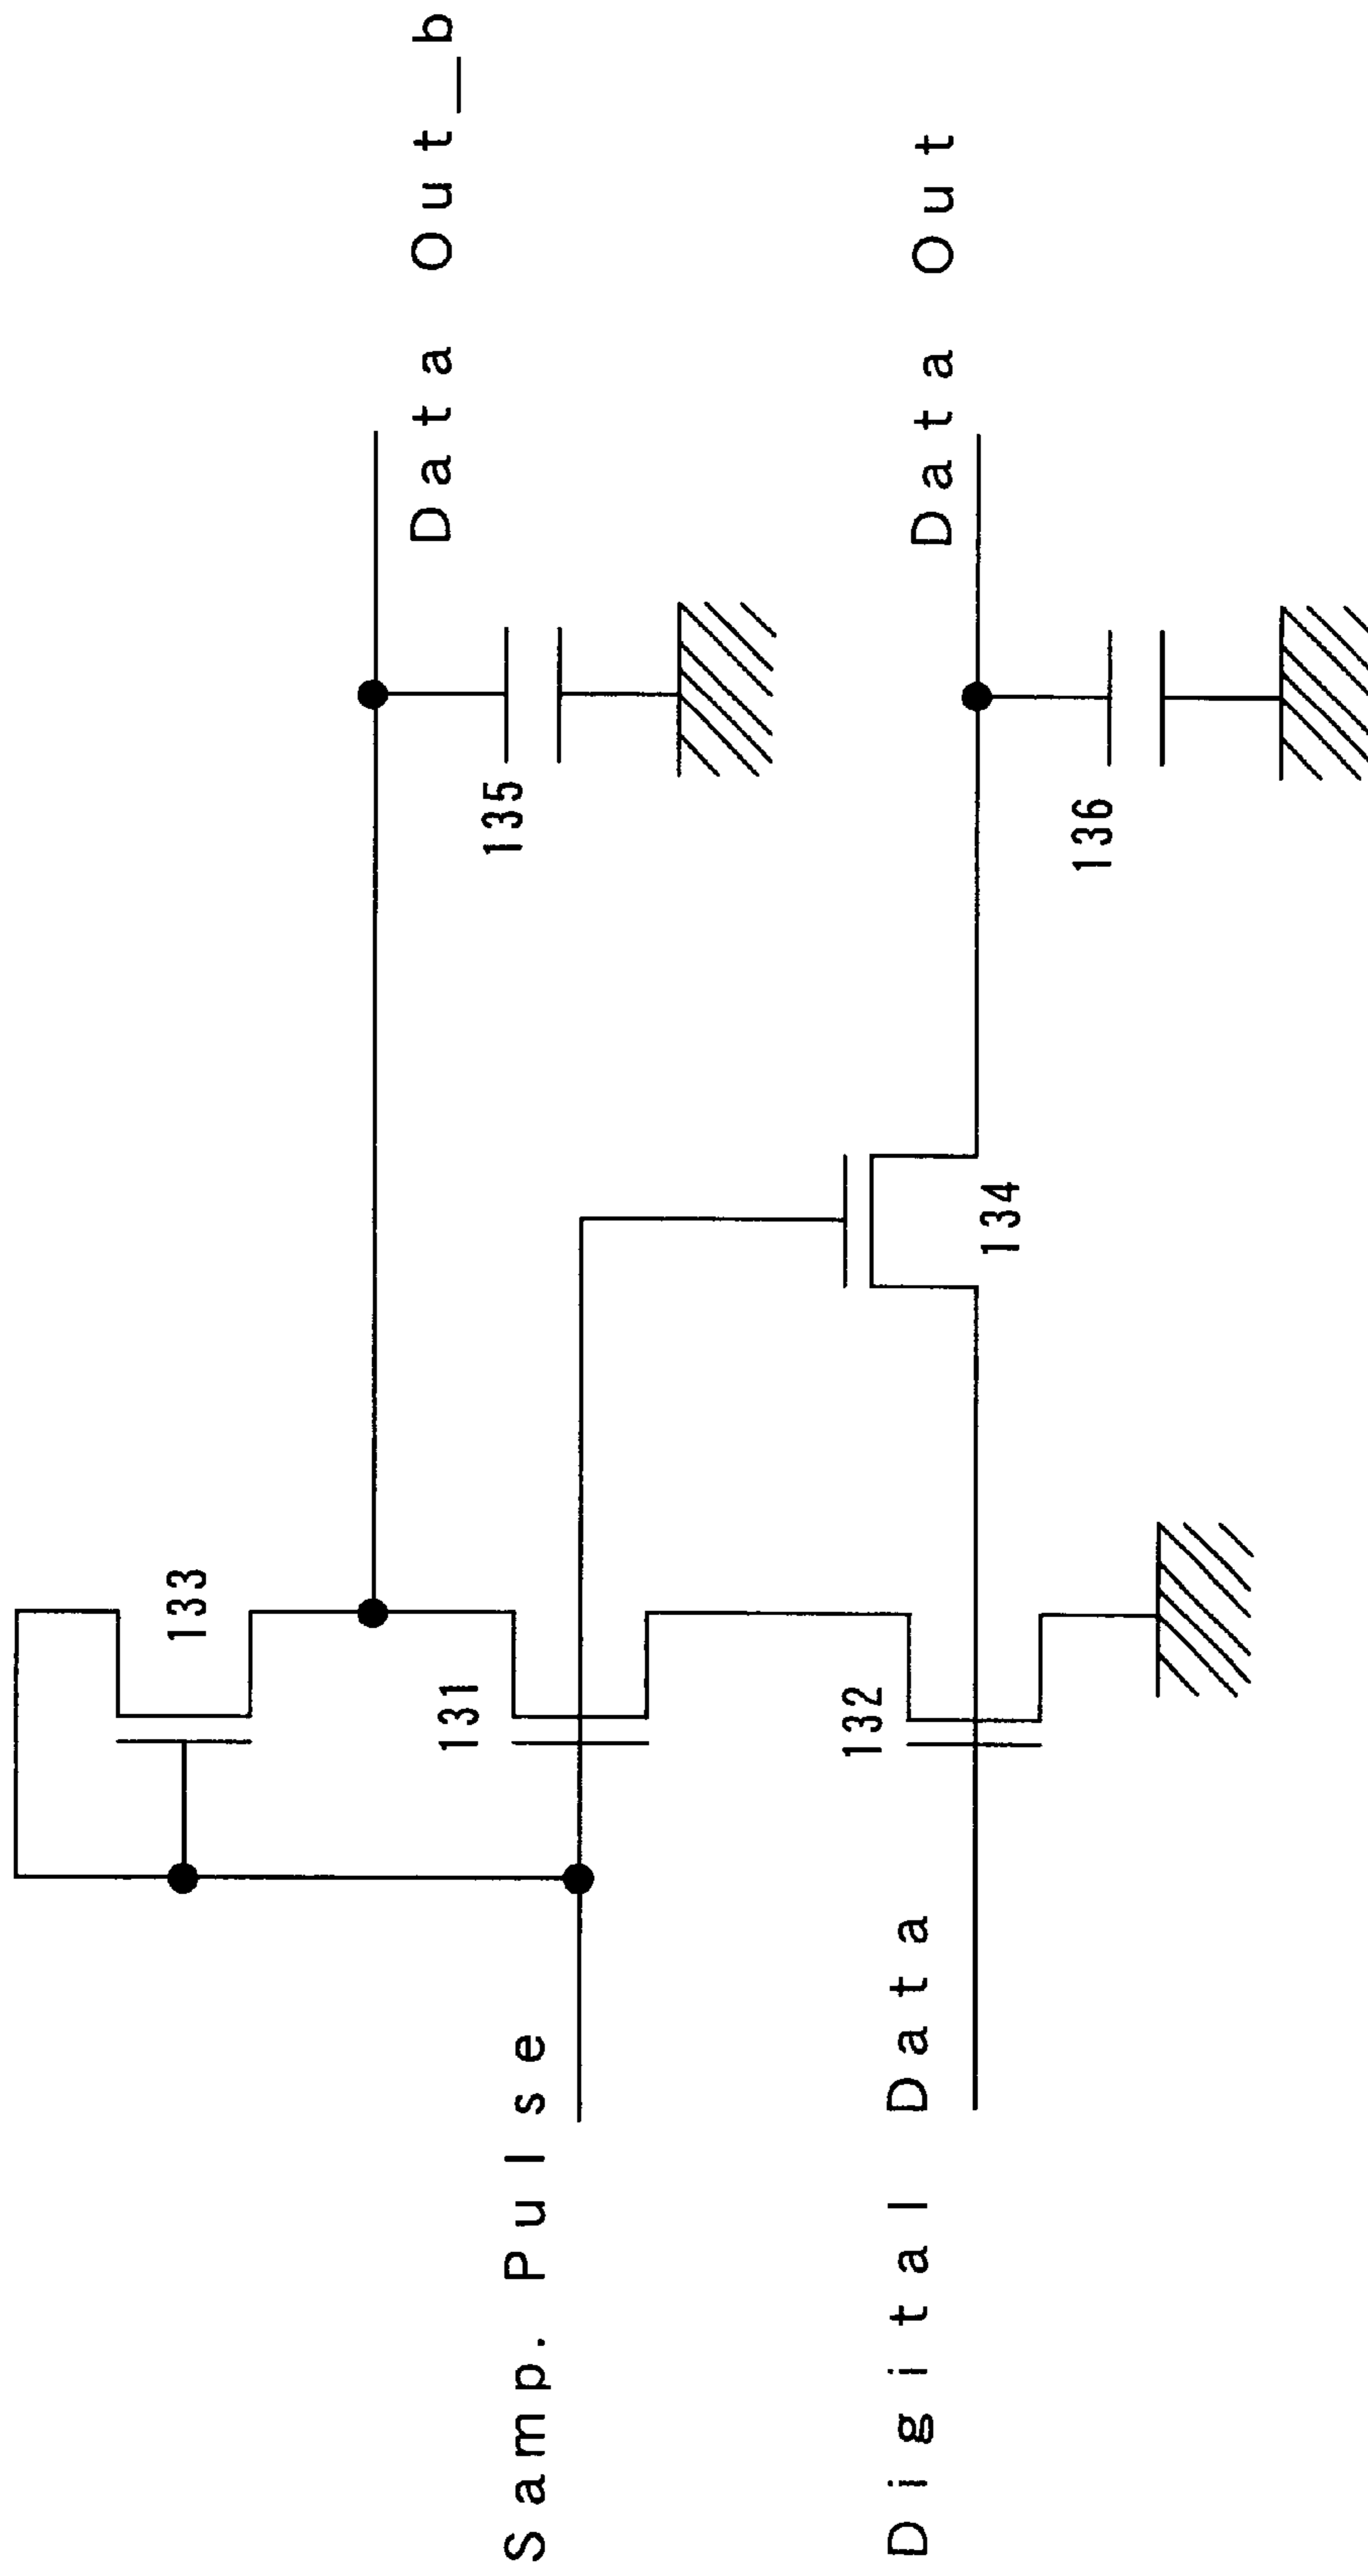 133
131
Samp. Pulse
132
Digital Data
134
135
Data Out_b
136
Data Out